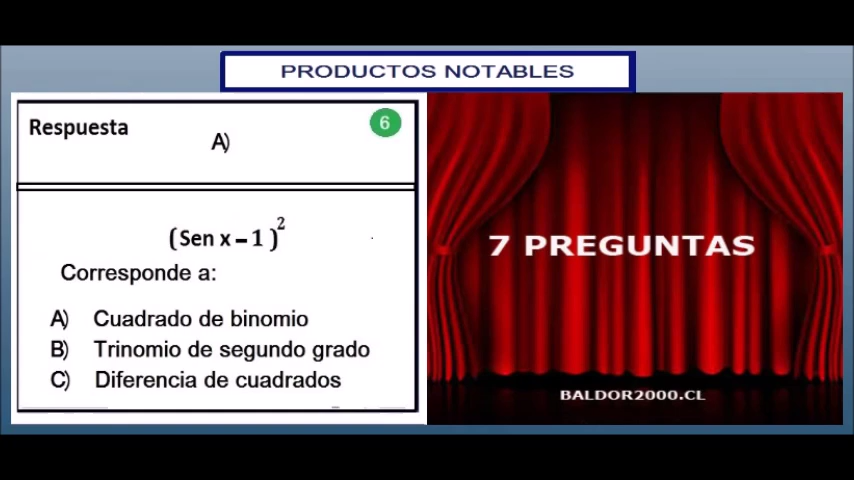 PRODUCTOS NOTABLES
Respuesta
6
A)
(Sen x – 1)²
Corresponde a:
A) Cuadrado de binomio
B) Trinomio de segundo grado
C) Diferencia de cuadrados
7 PREGUNTAS
BALDOR2000.CL